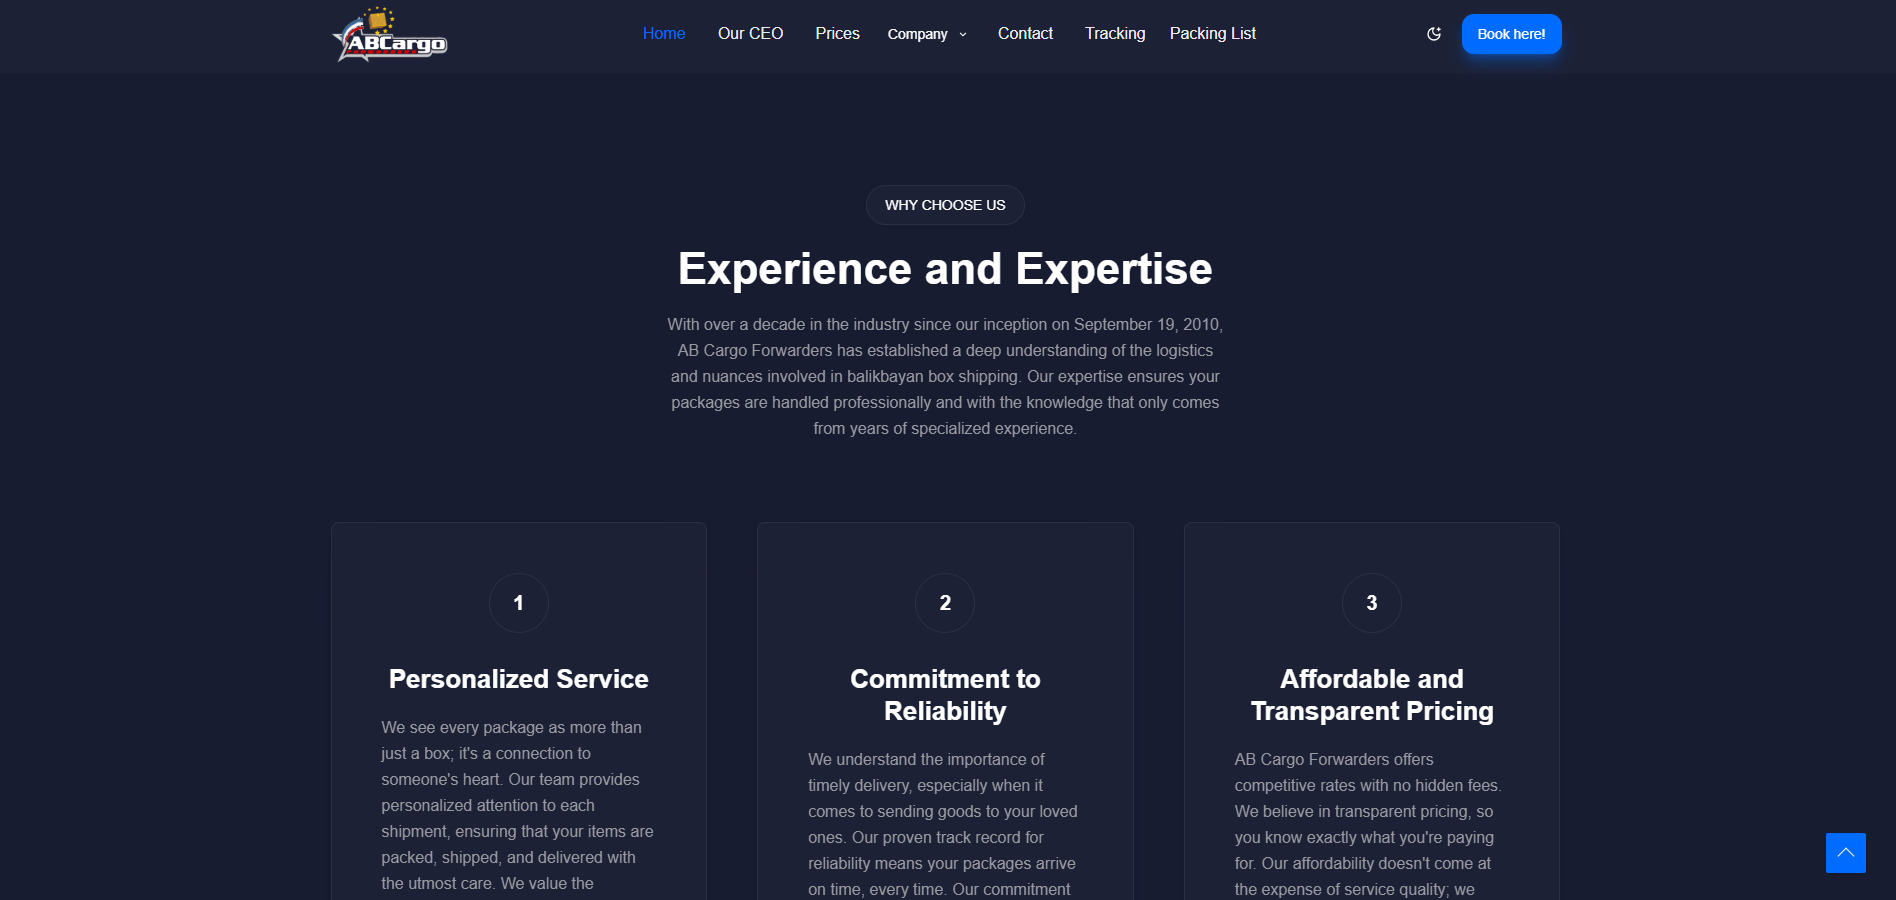 ABCargo
Home Our CEO Prices Company Contact Tracking Packing List Book here!
WHY CHOOSE US
Experience and Expertise
With over a decade in the industry since our inception on September 19, 2010,
AB Cargo Forwarders has established a deep understanding of the logistics
and nuances involved in balikbayan box shipping. Our expertise ensures your
packages are handled professionally and with the knowledge that only comes
from years of specialized experience.
1
Personalized Service
We see every package as more than
just a box; it's a connection to
someone's heart. Our team provides
personalized attention to each
shipment, ensuring that your items are
packed, shipped, and delivered with
the utmost care. We value the
2
Commitment to
Reliability
We understand the importance of
timely delivery, especially when it
comes to sending goods to your loved
ones. Our proven track record for
reliability means your packages arrive
on time, every time. Our commitment
3
Affordable and
Transparent Pricing
AB Cargo Forwarders offers
competitive rates with no hidden fees.
We believe in transparent pricing, so
you know exactly what you're paying
for. Our affordability doesn't come at
the expense of service quality; we